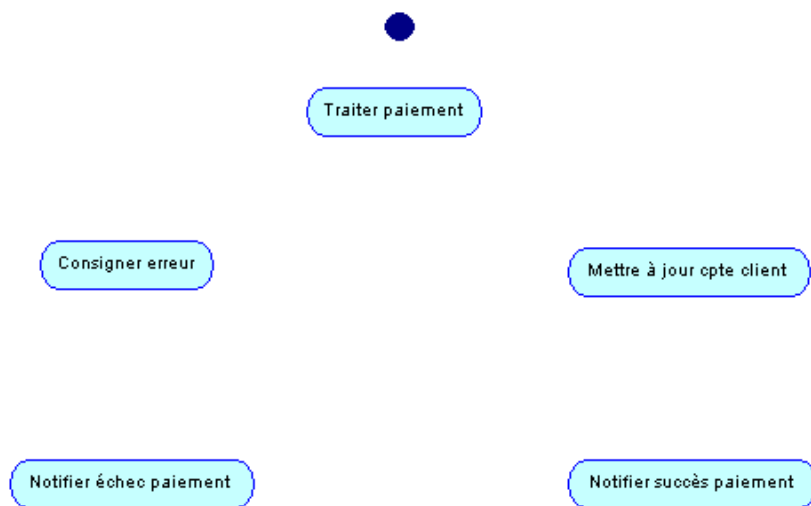 Traiter paiement
Consigner erreur
Mettre à jour cpte client
Notifier échec paiement
Notifier succès paiement